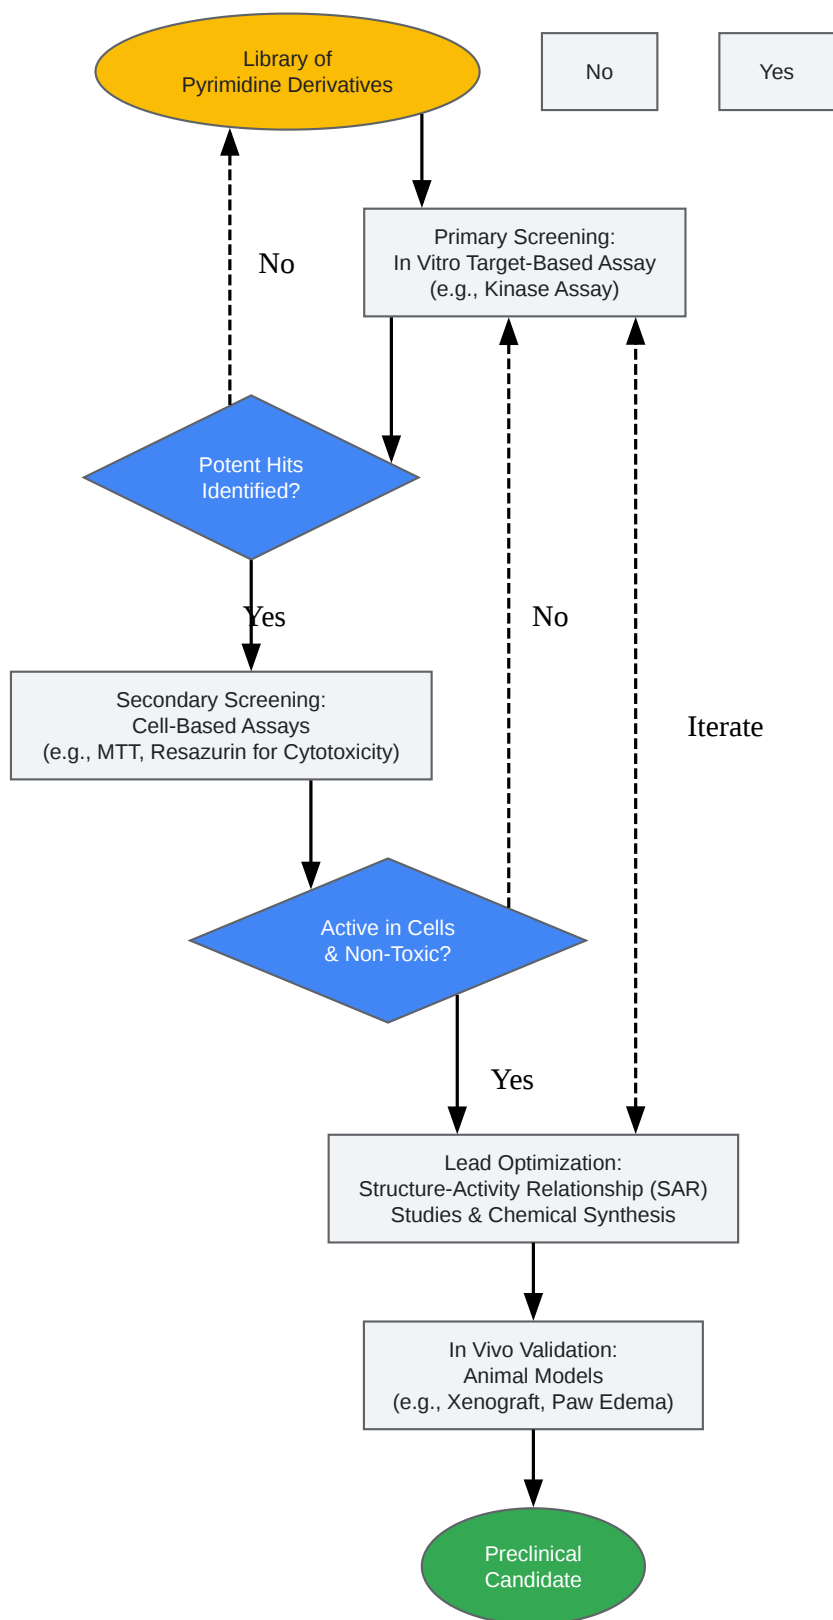 Library of
Pyrimidine Derivatives
No
Yes
Primary Screening:
In Vitro Target-Based Assay
(e.g., Kinase Assay)
No
Potent Hits
Identified?
Yes
No
Secondary Screening:
Cell-Based Assays
(e.g., MTT, Resazurin for Cytotoxicity)
Iterate
Active in Cells
& Non-Toxic?
Yes
Lead Optimization:
Structure-Activity Relationship (SAR)
Studies & Chemical Synthesis
In Vivo Validation:
Animal Models
(e.g., Xenograft, Paw Edema)
Preclinical
Candidate